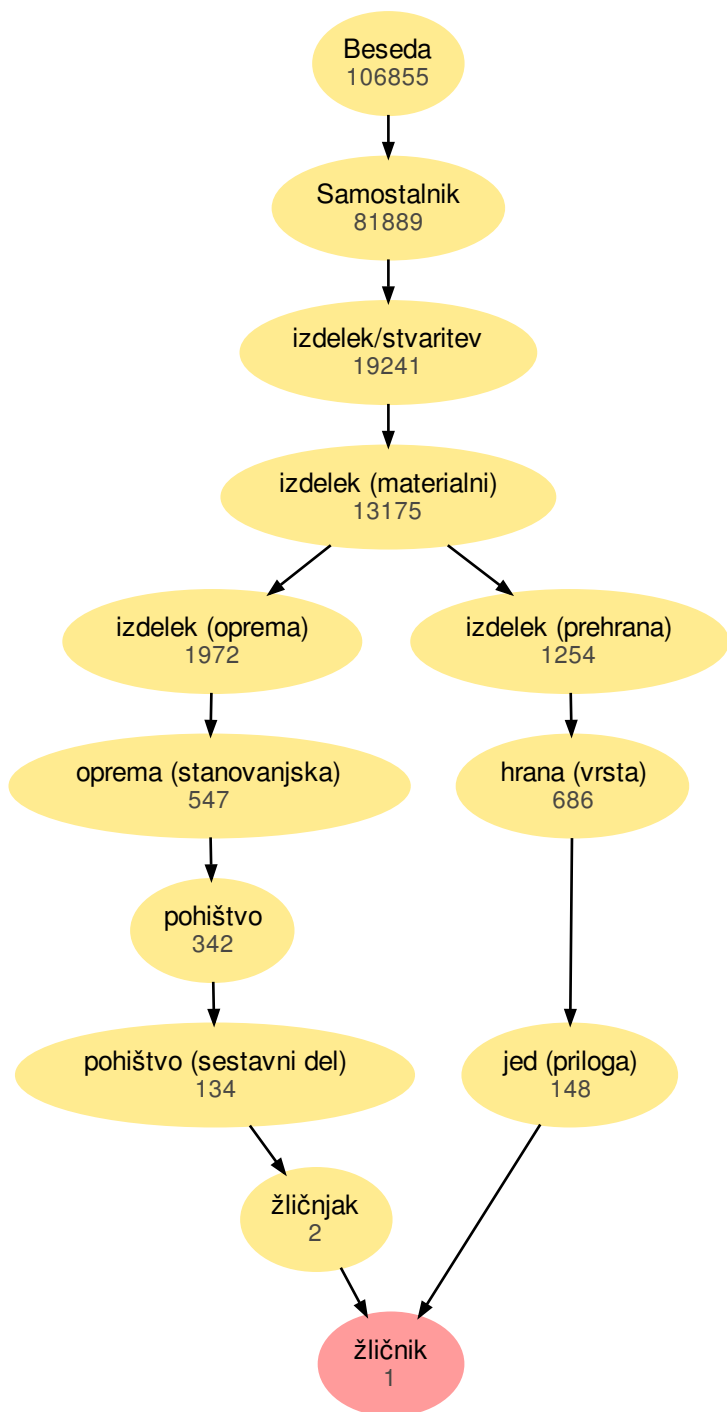 Beseda
106855
Samostalnik
81889
izdelek/stvaritev
19241
izdelek (materialni)
13175
izdelek (oprema)
1972
izdelek (prehrana)
1254
oprema (stanovanjska)
547
hrana (vrsta)
686
pohištvo
342
pohištvo (sestavni del)
134
jed (priloga)
148
žličnjak
2
žličnik
1